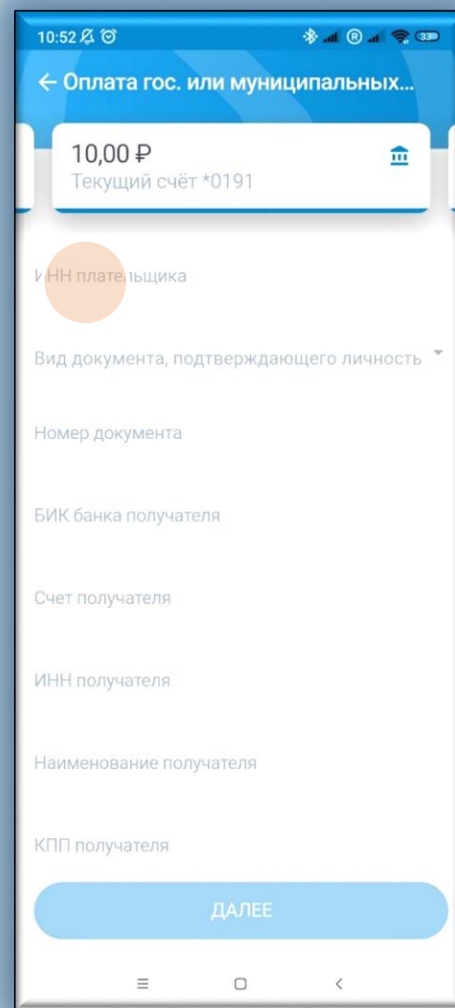 10:52
33
← Оплата гос. или муниципальных...
10,00 ₽
Текущий счёт *0191
ИНН плательщика
Вид документа, подтверждающего личность
Номер документа
БИК банка получателя
Счет получателя
ИНН получателя
Наименование получателя
КПП получателя
ДАЛЕЕ